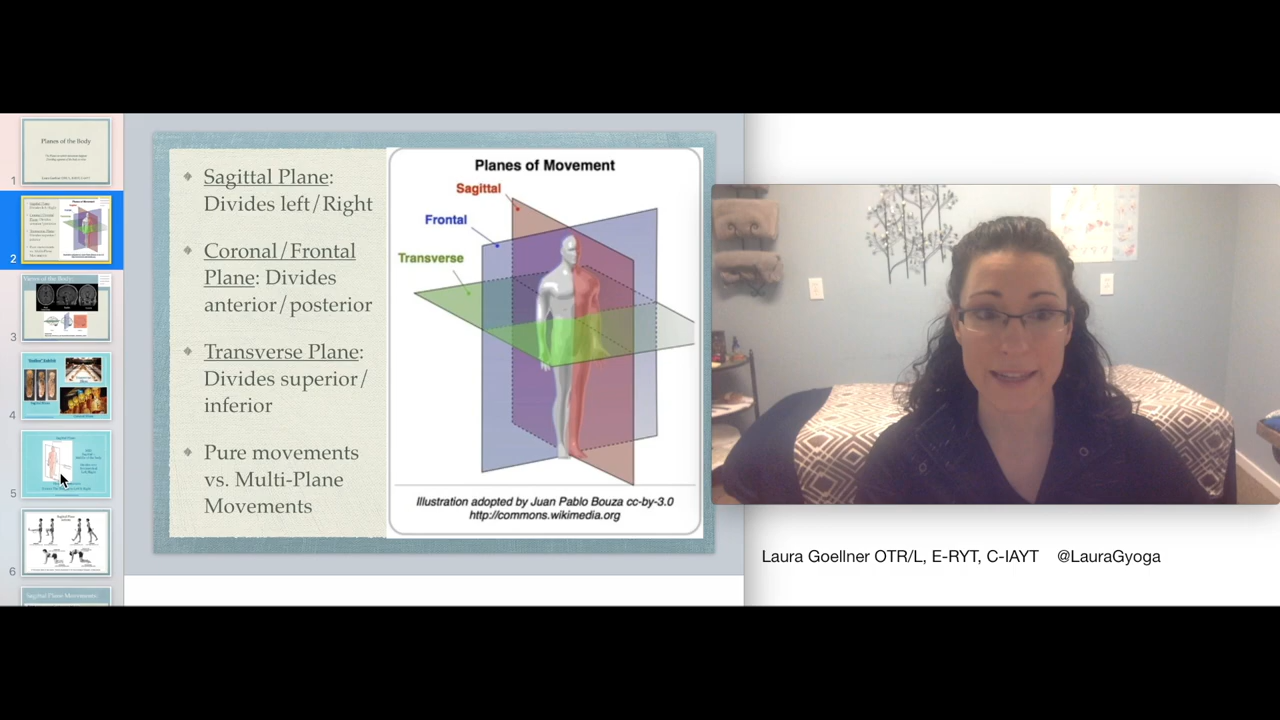 Planes of the Body
1
2
3
4
5
6
Sagittal Plane Movements:
◆ Sagittal Plane:
Divides left/Right
◆ Coronal/Frontal
Plane: Divides
anterior/posterior
◆ Transverse Plane:
Divides superior/
inferior
◆ Pure movements
vs. Multi-Plane
Movements
Planes of Movement
Sagittal
Frontal
Transverse
Illustration adopted by Juan Pablo Bouza cc-by-3.0
http://commons.wikimedia.org
Laura Goellner OTR/L, E-RYT, C-IAYT @LauraGyoga